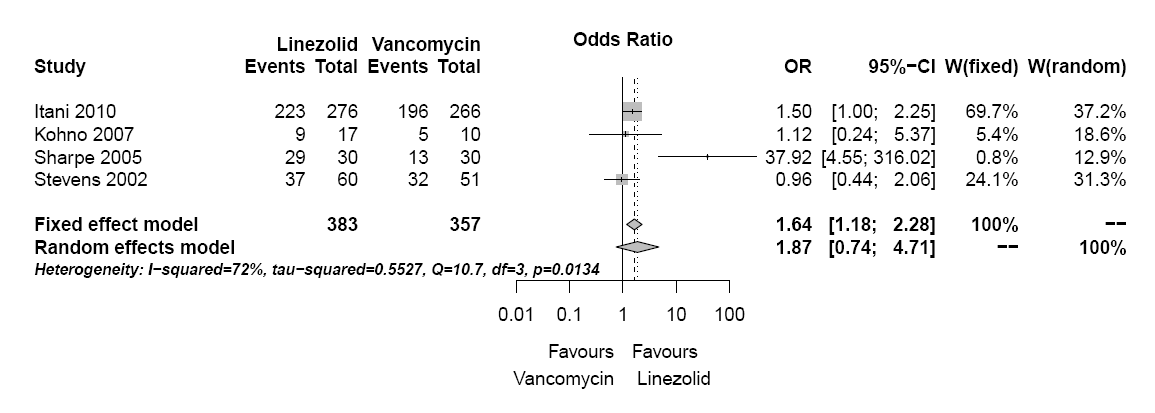 Linezolid Vancomycin Odds Ratio
Study Events Total Events Total OR 95%−CI W(fixed) W(random)
Itani 2010 223 276 196 266 1.50 [1.00; 2.25] 69.7% 37.2%
Kohno 2007 9 17 5 10 1.12 [0.24; 5.37] 5.4% 18.6%
Sharpe 2005 29 30 13 30 37.92 [4.55; 316.02] 0.8% 12.9%
Stevens 2002 37 60 32 51 0.96 [0.44; 2.06] 24.1% 31.3%
Fixed effect model 383 357 1.64 [1.18; 2.28] 100% −−
Random effects model 1.87 [0.74; 4.71] −− 100%
Heterogeneity: I−squared=72%, tau−squared=0.5527, Q=10.7, df=3, p=0.0134
0.01 0.1 1 10 100
Favours Favours
Vancomycin Linezolid